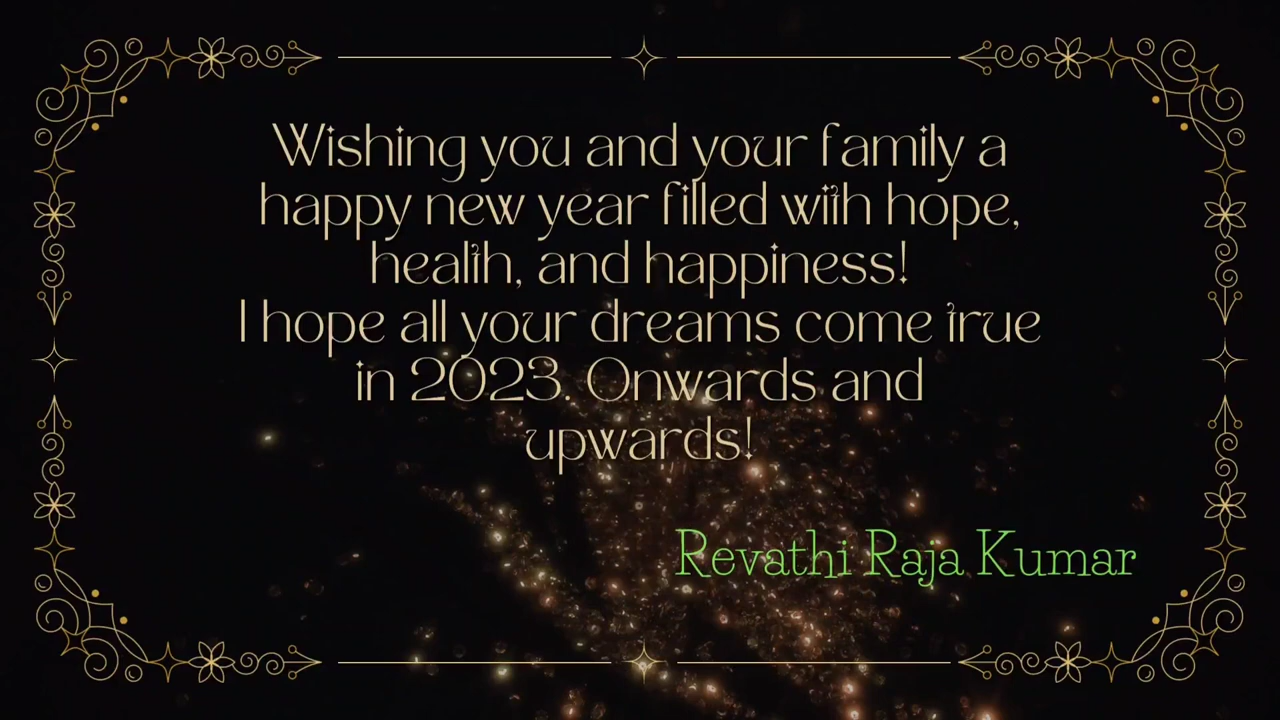 Wishing you and your family a
happy new year filled with hope,
health, and happiness!
I hope all your dreams come true
in 2023. Onwards and
upwards!
Revathi Raja Kumar